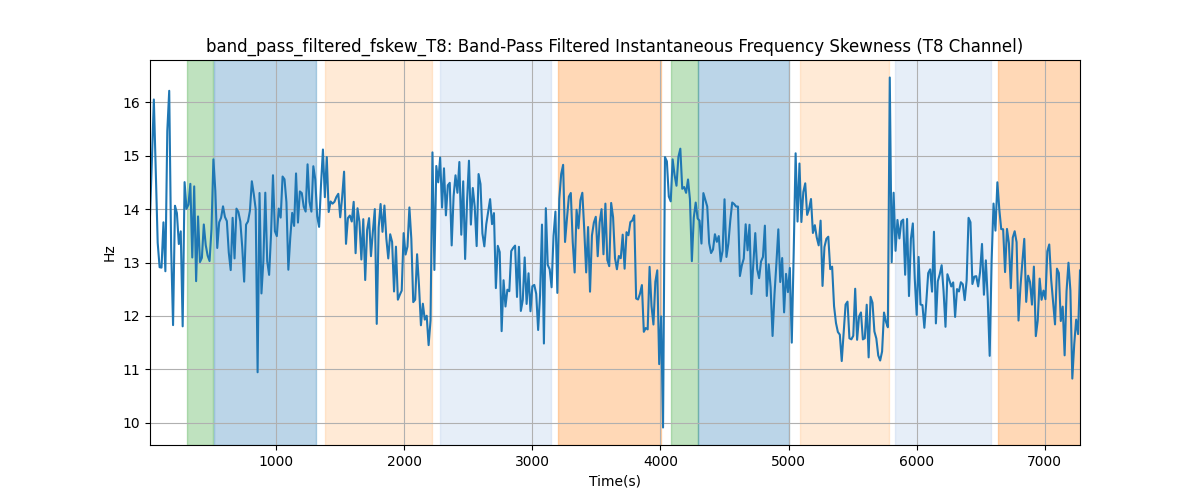 band_pass_filtered_fskew_T8: Band-Pass Filtered Instantaneous Frequency Skewness (T8 Channel)
16
15
14
13
12
11
10
Hz
1000 2000 3000 4000 5000 6000 7000
Time(s)